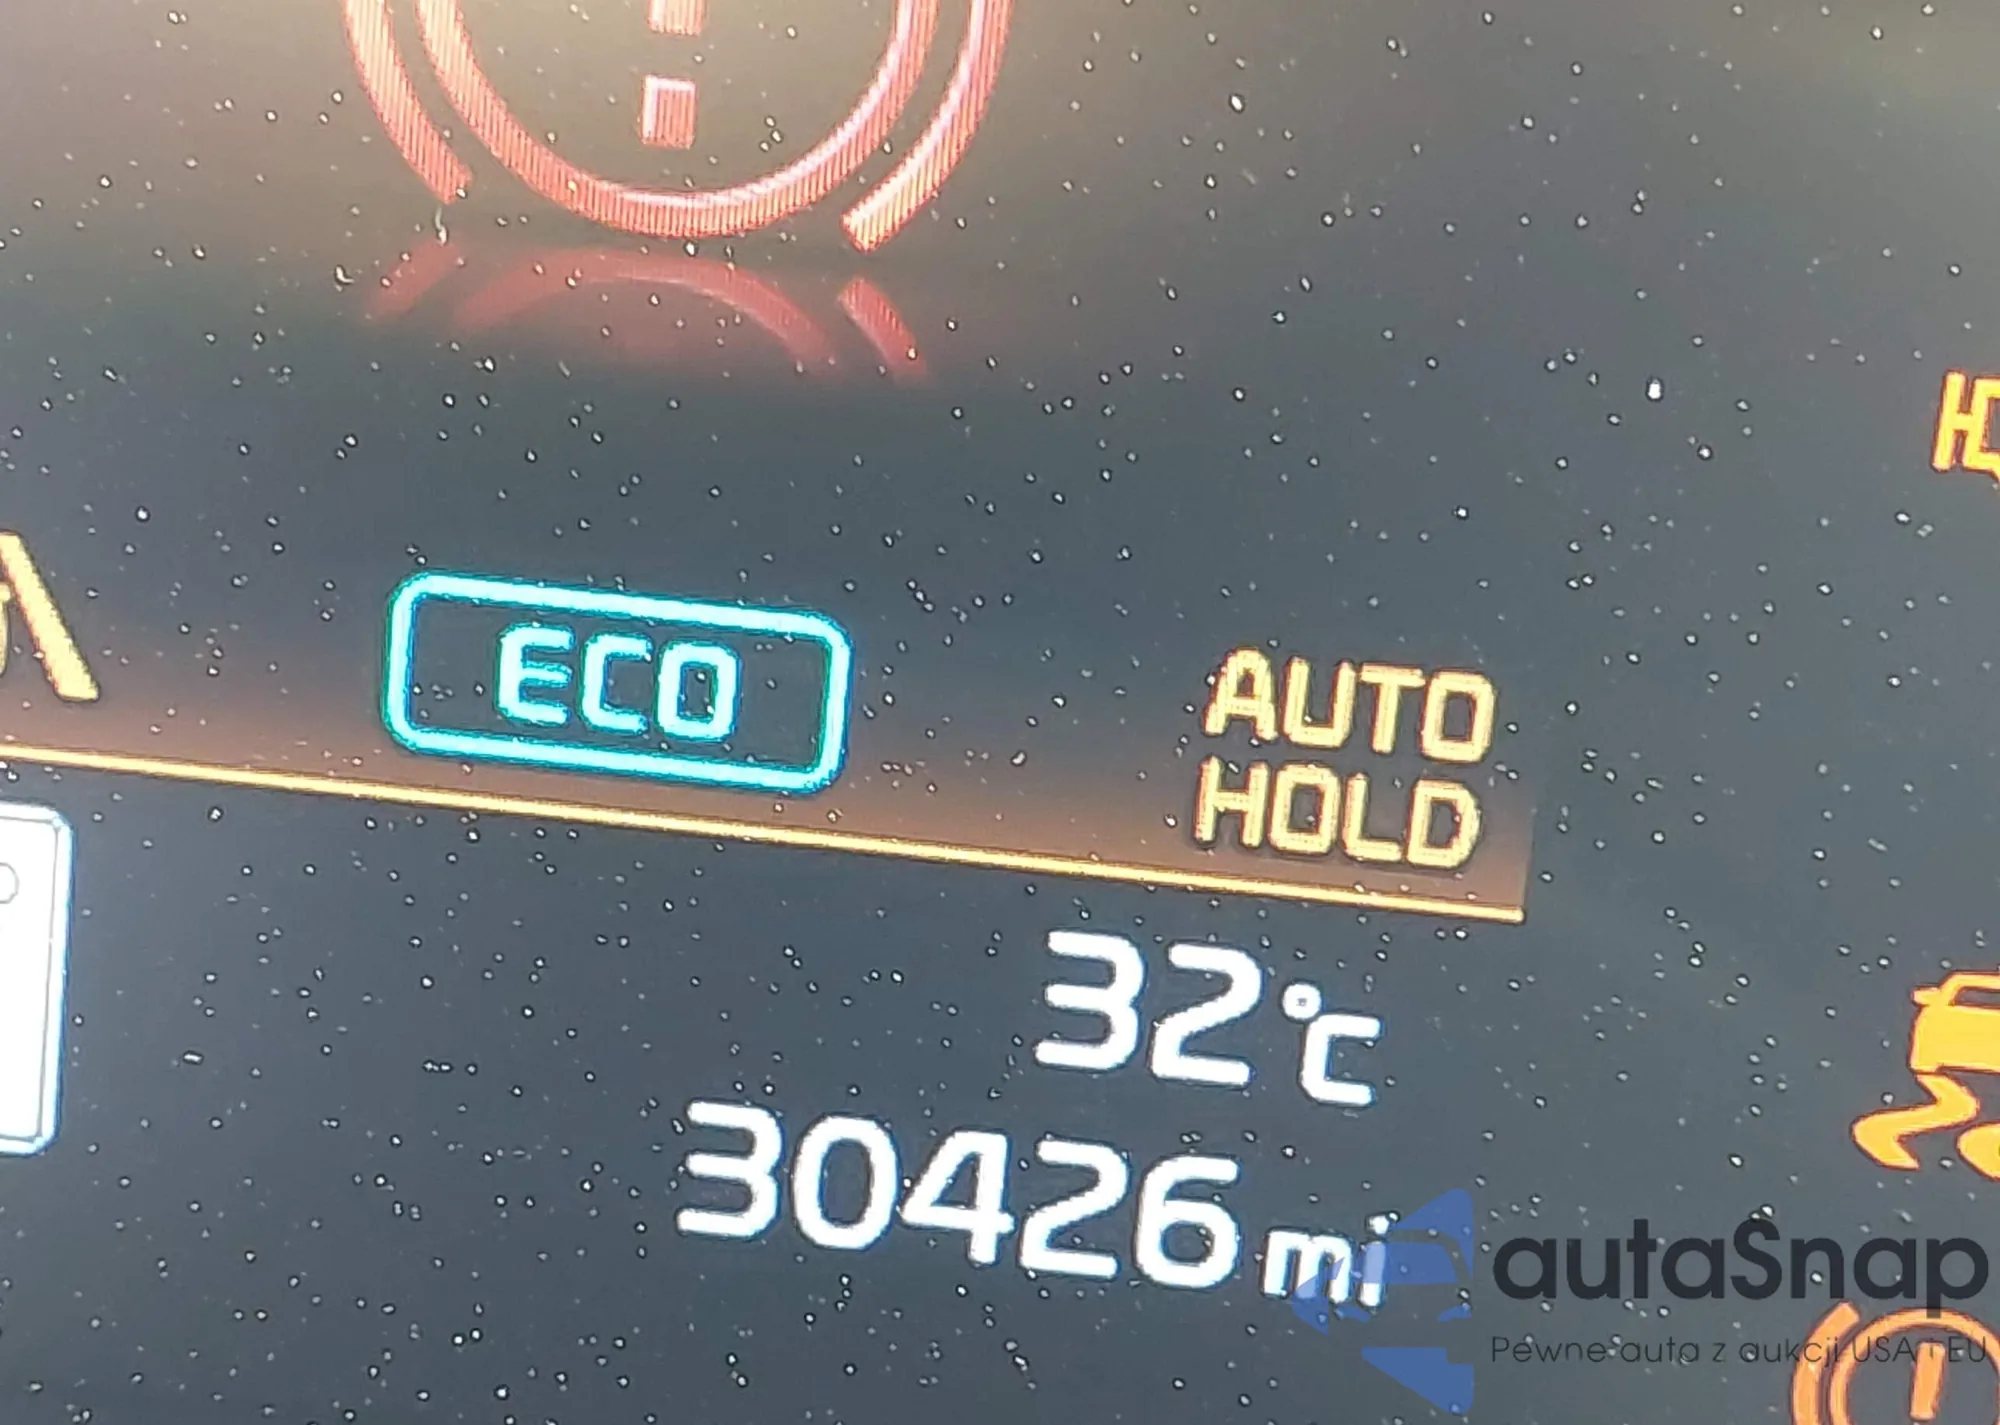 ECO
AUTO
HOLD
32°C
30426 mi
autaSnap
Pewne auta z aukcji USA i EU